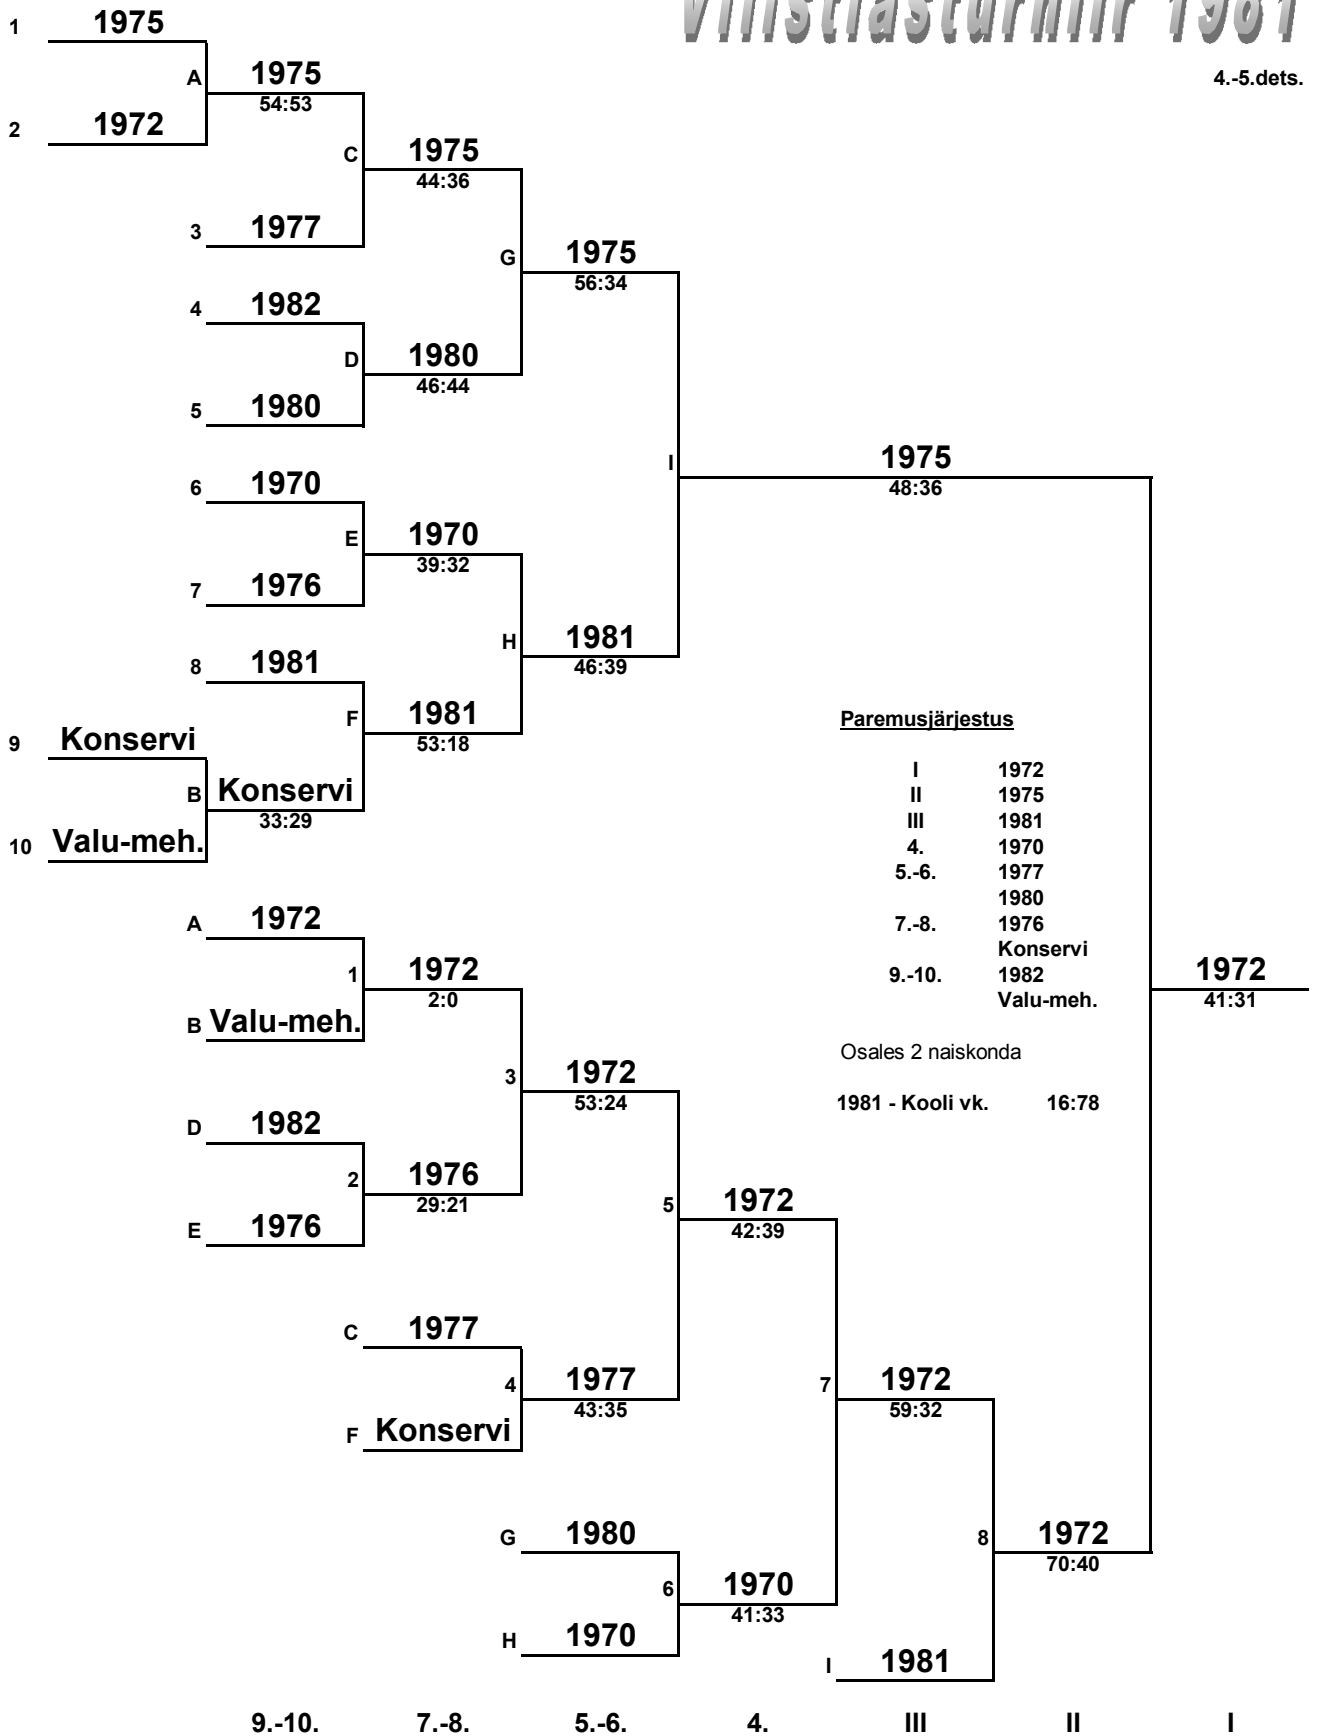 Vilistlasturniir 1981
4.-5.dets.
1 1975
A 1975
54:53
2 1972
C 1975
44:36
3 1977
G 1975
56:34
4 1982
D 1980
46:44
5 1980
I 1975
48:36
6 1970
E 1970
39:32
7 1976
H 1981
46:39
8 1981
F 1981
53:18
9 Konservi
B Konservi
33:29
10 Valu-meh.
Paremusjärjestus
I 1972
II 1975
III 1981
4. 1970
5.-6. 1977
1980
7.-8. 1976
Konservi
9.-10. 1982
Valu-meh.
Osales 2 naiskonda
1981 - Kooli vk. 16:78
1972
41:31
A 1972
1 1972
2:0
B Valu-meh.
3 1972
53:24
D 1982
2 1976
29:21
E 1976
5 1972
42:39
C 1977
4 1977
43:35
F Konservi
7 1972
59:32
G 1980
6 1970
41:33
H 1970
8 1972
70:40
I 1981
9.-10. 7.-8. 5.-6. 4. III II I